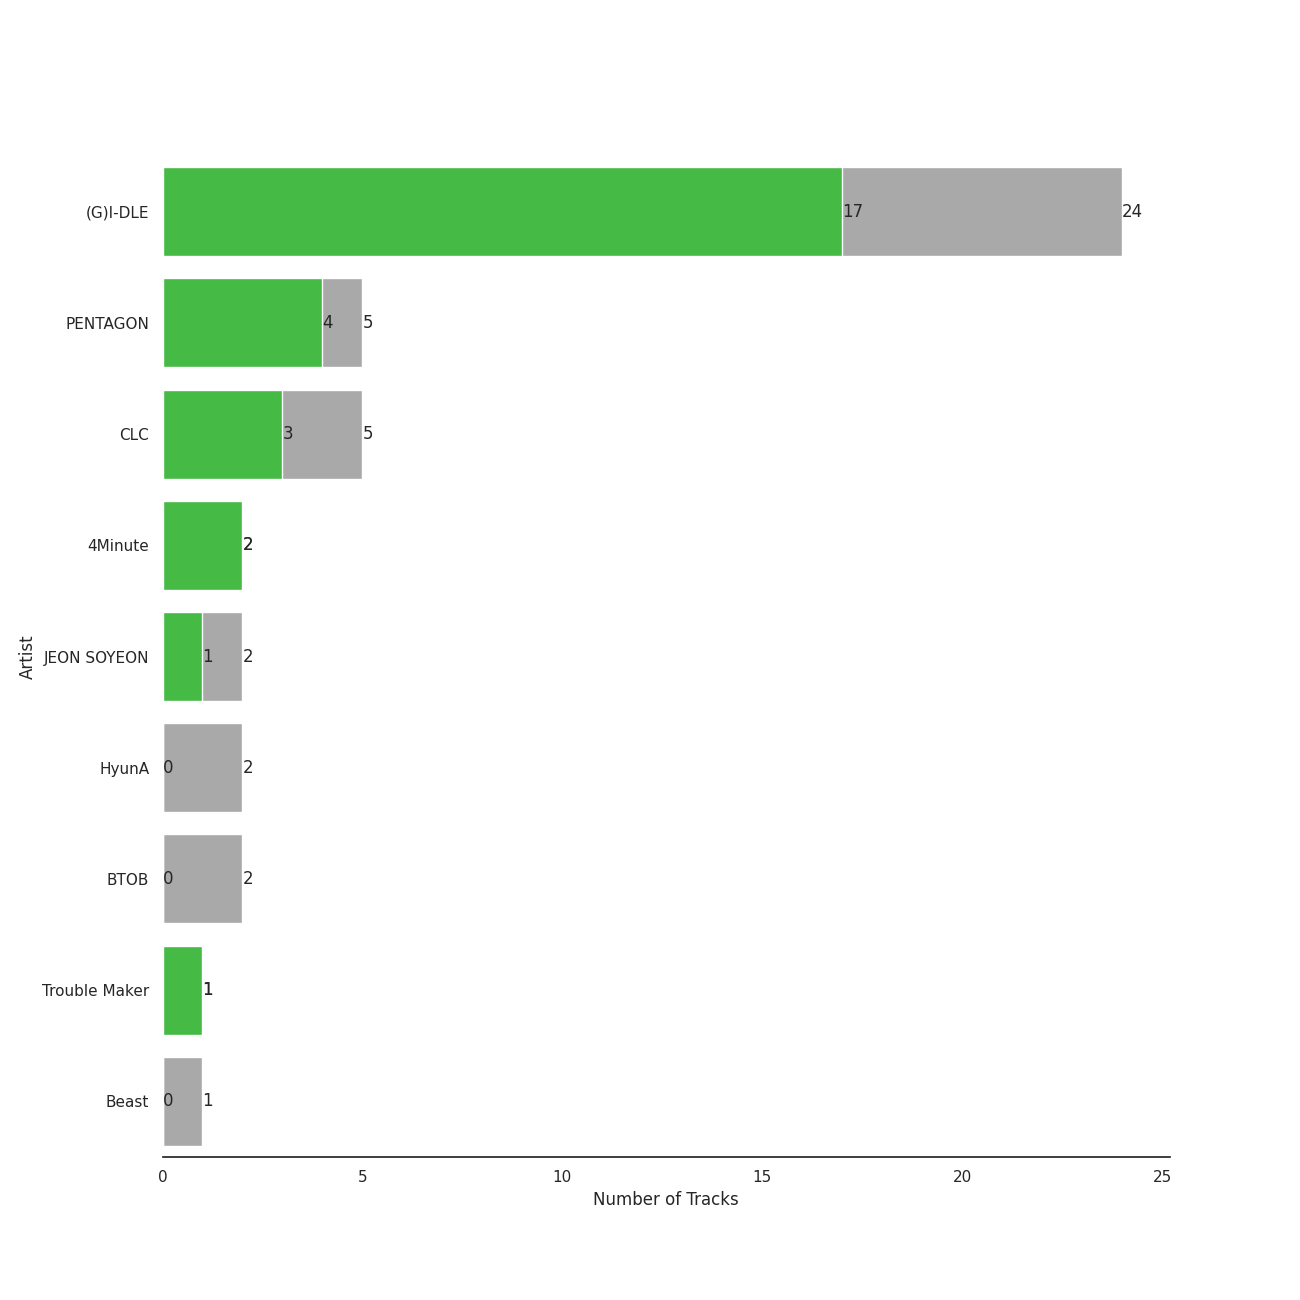 (G)I-DLE 17 24
PENTAGON 4 5
CLC 3 5
4Minute 2
JEON SOYEON 1 2
HyunA 0 2
BTOB 0 2
Trouble Maker 1
Beast 0 1
Artist
0 5 10 15 20 25
Number of Tracks